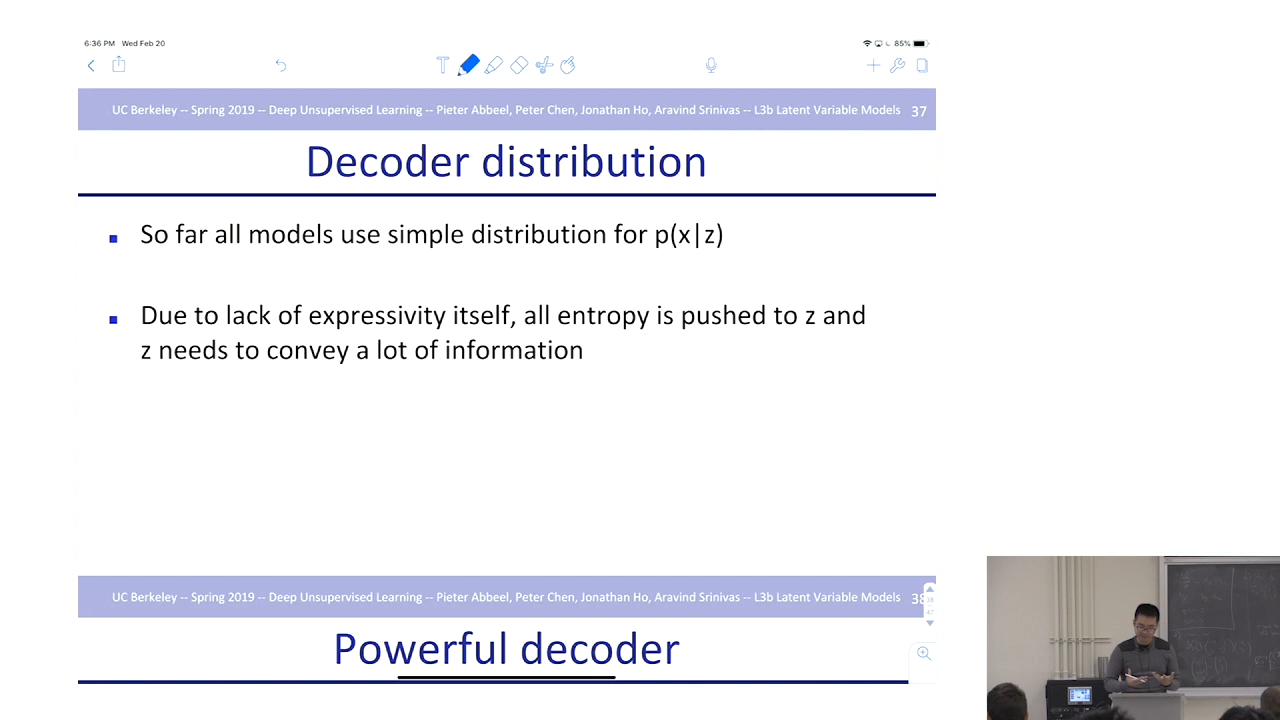 6:36 PM Wed Feb 20
85%
T
UC Berkeley -- Spring 2019 -- Deep Unsupervised Learning -- Pieter Abbeel, Peter Chen, Jonathan Ho, Aravind Srinivas -- L3b Latent Variable Models 37
Decoder distribution
So far all models use simple distribution for p(x|z)
Due to lack of expressivity itself, all entropy is pushed to z and
z needs to convey a lot of information
UC Berkeley -- Spring 2019 -- Deep Unsupervised Learning -- Pieter Abbeel, Peter Chen, Jonathan Ho, Aravind Srinivas -- L3b Latent Variable Models 38
38
47
Powerful decoder